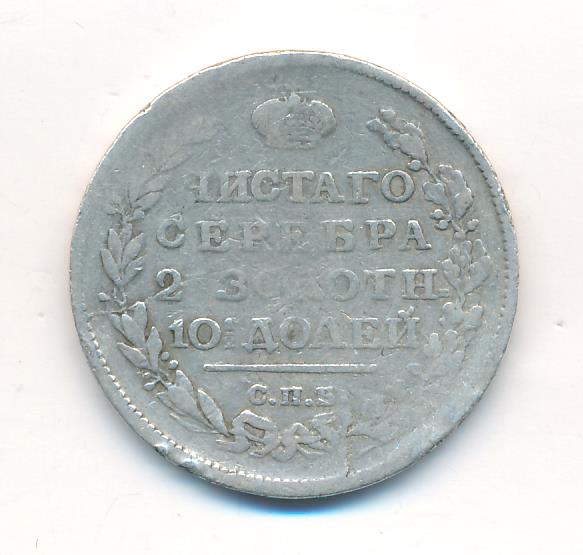 ЧИСТАГО
СЕРЕБРА
2 ЗОЛОТН.
10½ ДОЛЕЙ
С.П.Б